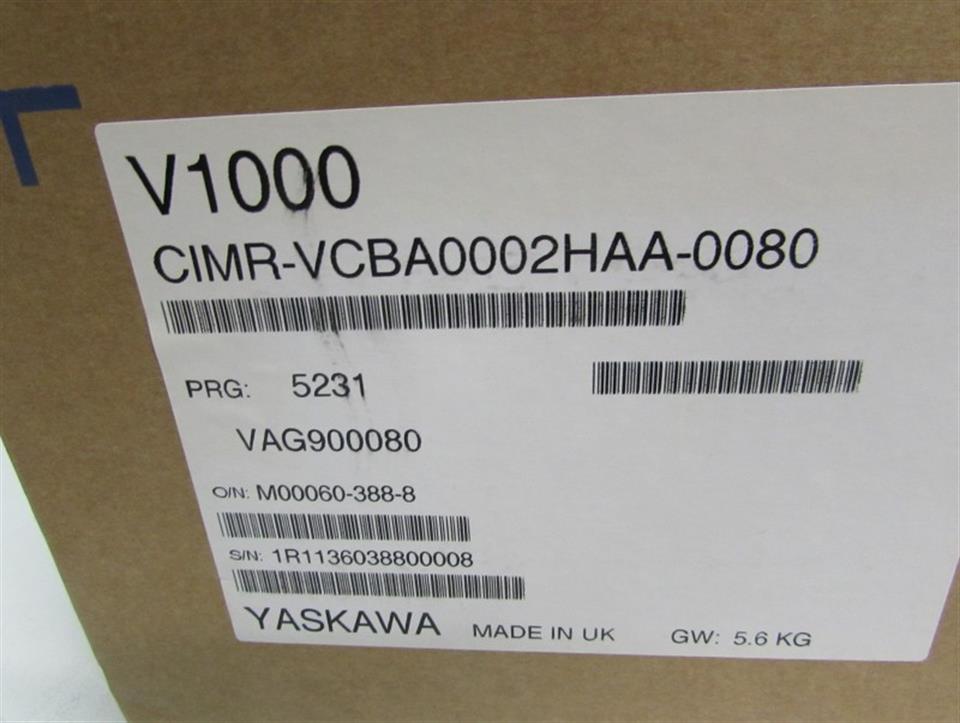 V1000
CIMR-VCBA0002HAA-0080
PRG: 5231
VAG900080
O/N: M00060-388-8
S/N: 1R1136038800008
YASKAWA MADE IN UK GW: 5.6 KG